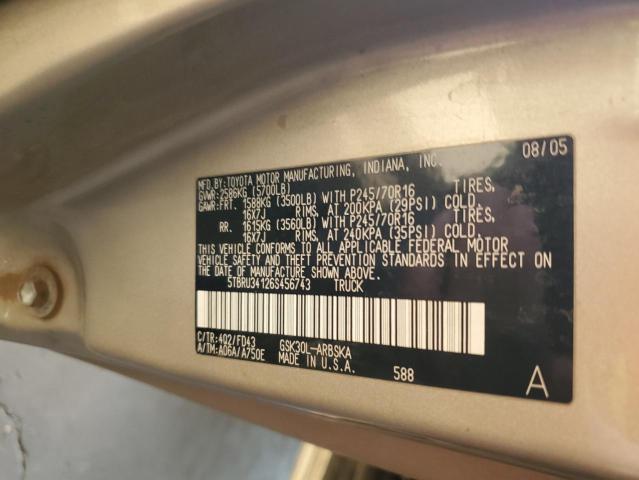 MFD. BY: TOYOTA MOTOR MANUFACTURING, INDIANA, INC. 08/05
GVWR: 2586KG (5700LB)
GAWR: FRT. 1588KG (3500LB) WITH P245/70R16 TIRES,
16X7J RIMS, AT 200KPA (29PSI) COLD.
RR. 1615KG (3560LB) WITH P245/70R16 TIRES,
16X7J RIMS, AT 240KPA (35PSI) COLD.
THIS VEHICLE CONFORMS TO ALL APPLICABLE FEDERAL MOTOR
VEHICLE SAFETY AND THEFT PREVENTION STANDARDS IN EFFECT ON
THE DATE OF MANUFACTURE SHOWN ABOVE.
5TBRU34126S456743 TRUCK
C/TR: 4Q2/FD43 GSK30L-ARBSKA
A/TM: A06A/A750E MADE IN U.S.A.
588 A